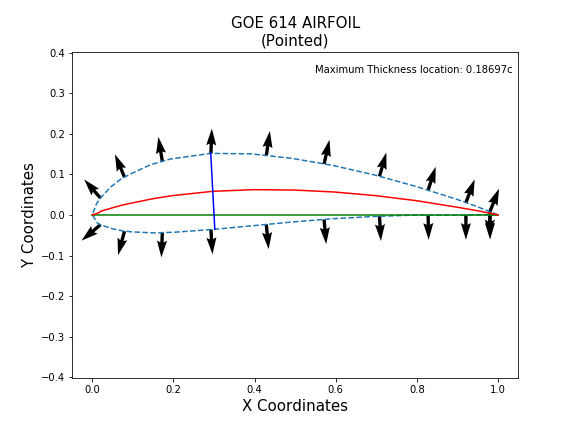 GOE 614 AIRFOIL
(Pointed)
Maximum Thickness location: 0.18697c
Y Coordinates
0.4
0.3
0.2
0.1
0.0
−0.1
−0.2
−0.3
−0.4
0.0 0.2 0.4 0.6 0.8 1.0
X Coordinates